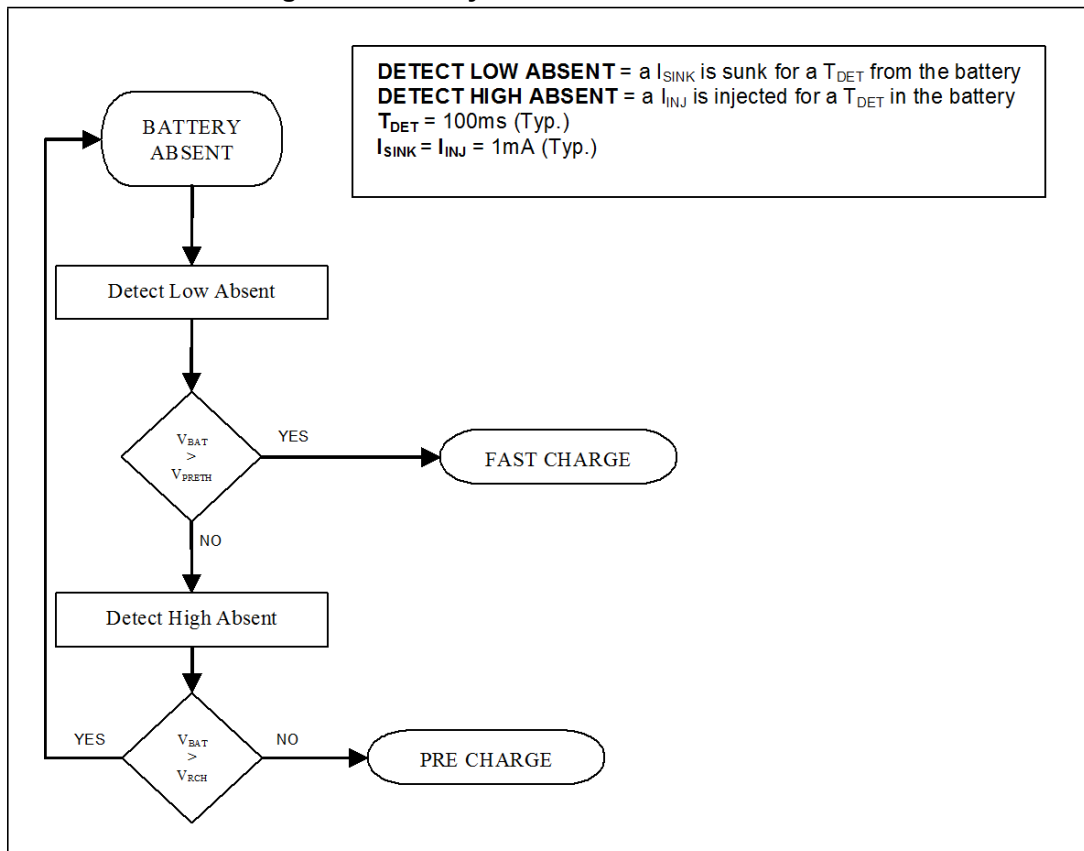 DETECT LOW ABSENT = a ISINK is sunk for a TDET from the battery
DETECT HIGH ABSENT = a IINJ is injected for a TDET in the battery
TDET = 100ms (Typ.)
ISINK = IINJ = 1mA (Typ.)
BATTERY
ABSENT
Detect Low Absent
VBAT
>
VPRETH
YES
FAST CHARGE
NO
Detect High Absent
YES
VBAT
>
VRCH
NO
PRE CHARGE